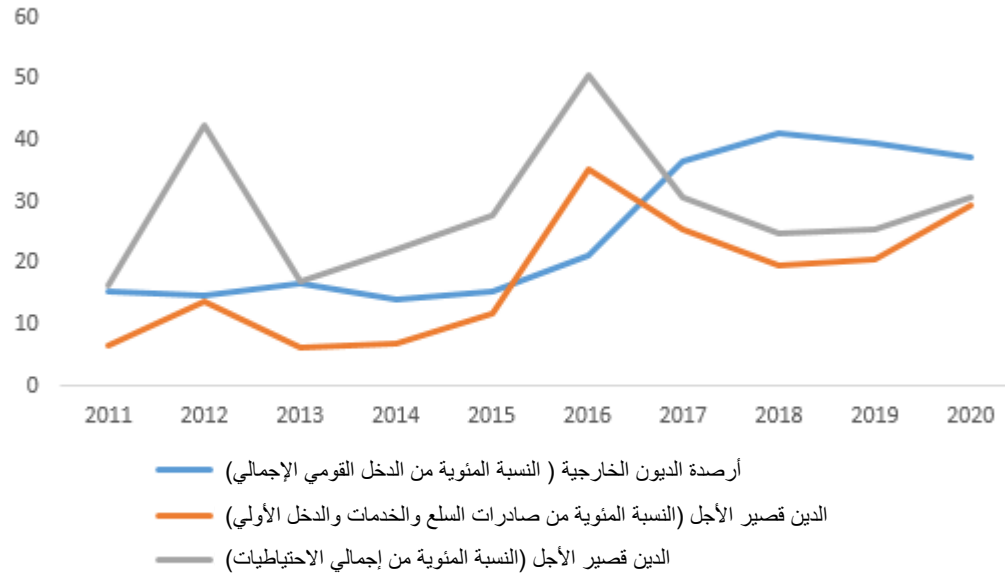 60
50
40
30
20
10
0
2011 2012 2013 2014 2015 2016 2017 2018 2019 2020
أرصدة الديون الخارجية ( النسبة المئوية من الدخل القومي الإجمالي)
الدين قصير الأجل (النسبة المئوية من صادرات السلع والخدمات والدخل الأولي)
الدين قصير الأجل (النسبة المئوية من إجمالي الاحتياطيات)